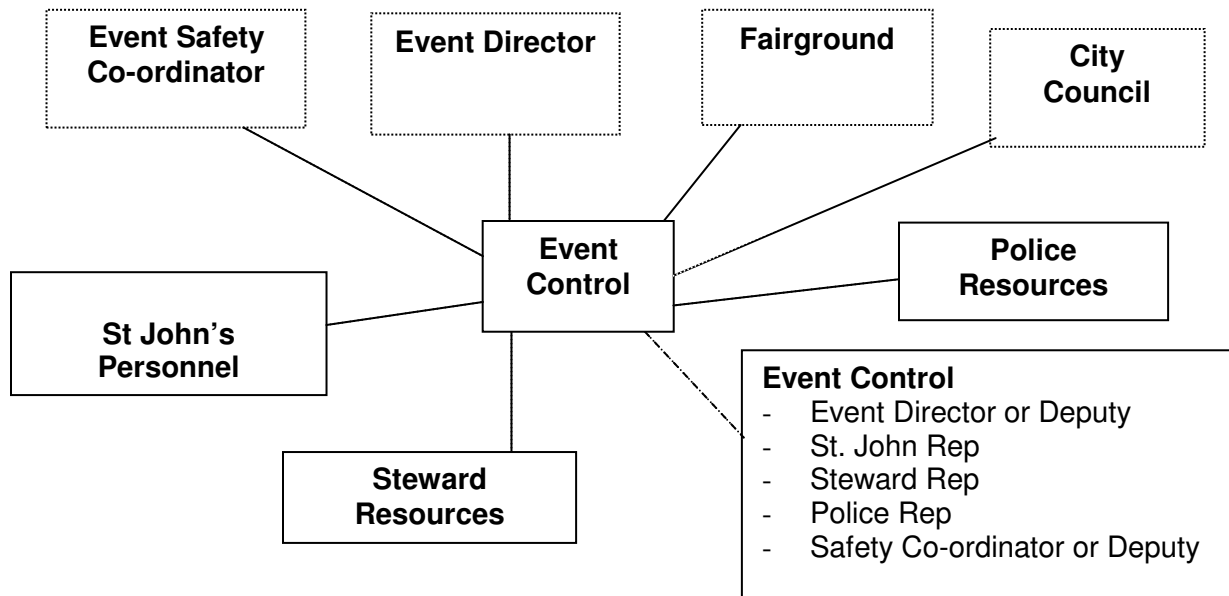 Event Safety
Co-ordinator
Event Director
Fairground
City
Council
Event
Control
Police
Resources
St John’s
Personnel
Steward
Resources
Event Control
- Event Director or Deputy
- St. John Rep
- Steward Rep
- Police Rep
- Safety Co-ordinator or Deputy